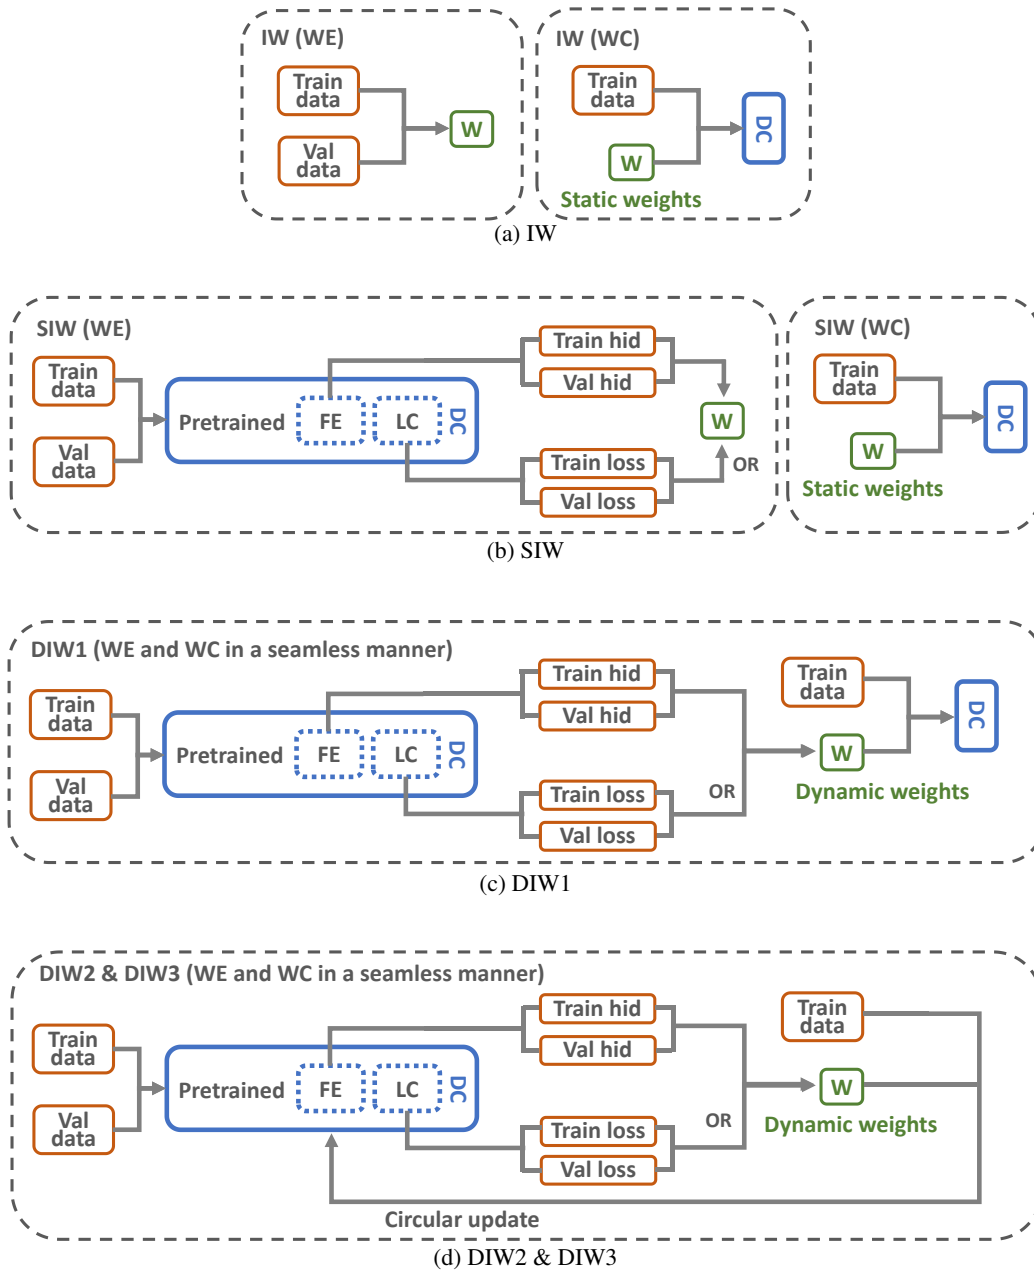 IW (WE)
Train
data
Val
data
W
IW (WC)
Train
data
W
Static weights
DC
(a) IW
SIW (WE)
Train
data
Val
data
Pretrained
FE
LC
DC
Train hid
Val hid
W
OR
Train loss
Val loss
SIW (WC)
Train
data
W
Static weights
DC
(b) SIW
DIW1 (WE and WC in a seamless manner)
Train
data
Val
data
Pretrained
FE
LC
DC
Train hid
Val hid
Train loss
Val loss
OR
Train
data
W
Dynamic weights
DC
(c) DIW1
DIW2 & DIW3 (WE and WC in a seamless manner)
Train
data
Val
data
Pretrained
FE
LC
DC
Train hid
Val hid
Train loss
Val loss
OR
Train
data
W
Dynamic weights
Circular update
(d) DIW2 & DIW3